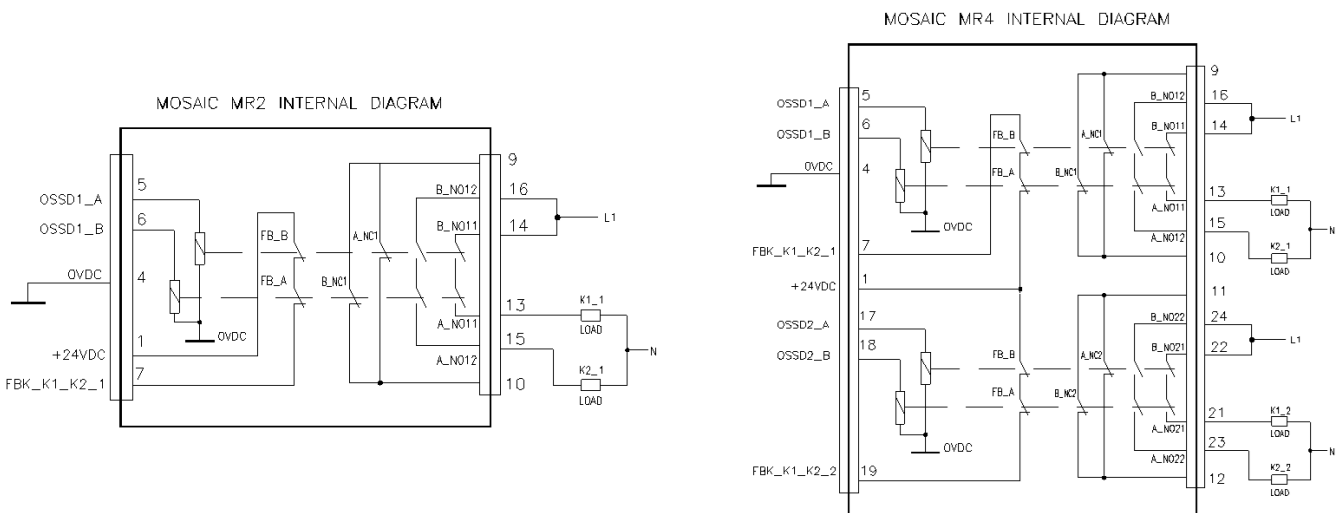 MOSAIC MR2 INTERNAL DIAGRAM
OSSD1_A
5
OSSD1_B
6
0VDC
4
0VDC
+24VDC
1
FBK_K1_K2_1
7
FB_B
FB_A
A_NC1
B_NC1
B_NO12
B_NO11
A_NO11
A_NO12
9
16
14
L1
13
K1_1
LOAD
15
K2_1
LOAD
N
10
MOSAIC MR4 INTERNAL DIAGRAM
OSSD1_A
5
OSSD1_B
6
0VDC
4
0VDC
FBK_K1_K2_1
7
+24VDC
1
OSSD2_A
17
OSSD2_B
18
0VDC
FBK_K1_K2_2
19
FB_B
FB_A
A_NC1
B_NC1
B_NO12
B_NO11
A_NO11
A_NO12
9
16
14
L1
13
K1_1
LOAD
15
K2_1
LOAD
N
10
FB_B
FB_A
A_NC2
B_NC2
B_NO22
B_NO21
A_NO21
A_NO22
11
24
22
L1
21
K1_2
LOAD
23
K2_2
LOAD
N
12